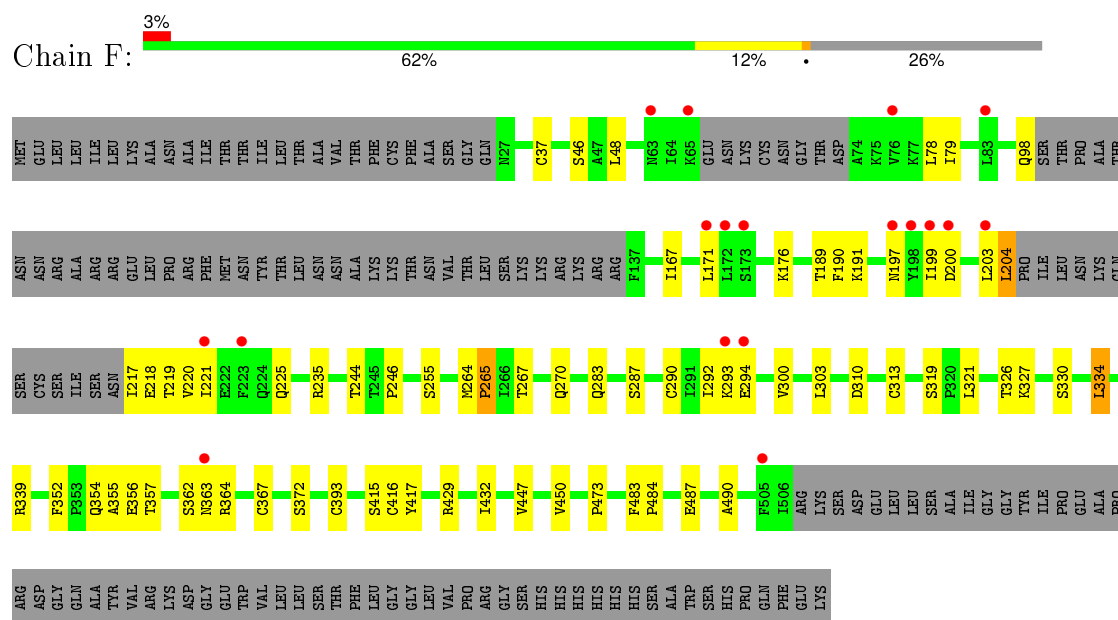 3%
Chain F:
62% 12% • 26%
MET GLU LEU LEU ILE LEU LYS ALA ASN ALA ILE THR THR ILE LEU THR ALA VAL THR PHE CYS PHE ALA SER GLY GLN N27 C37 S46 A47 L48 N63 I64 K65 GLU ASN LYS CYS ASN GLY THR ASP A74 K75 V76 K77 L78 I79 L83 Q98 SER THR PRO ALA THR
ASN ASN ARG ALA ARG ARG GLU LEU PRO ARG PHE MET ASN TYR THR LEU ASN ASN ALA LYS LYS THR ASN VAL THR LEU SER LYS LYS ARG LYS ARG ARG F137 I167 L171 L172 S173 K176 T189 F190 K191 N197 Y198 I199 D200 L203 L204 PRO ILE LEU ASN LYS GLN
SER CYS SER ILE SER ASN I217 E218 T219 V220 I221 E222 F223 Q224 Q225 R235 T244 T245 P246 S255 M264 P265 I266 T267 Q270 Q283 S287 C290 I291 I292 K293 E294 V300 L303 D310 C313 S319 P320 L321 T326 K327 S330 L334
R339 F352 P353 Q354 A355 E356 T357 S362 N363 R364 C367 S372 C393 S415 C416 Y417 R429 I432 V447 V450 P473 F483 P484 E487 A490 F505 I506 ARG LYS SER ASP GLU LEU LEU SER ALA ILE GLY GLY TYR ILE PRO GLU ALA PRO
ARG ASP GLY GLN ALA TYR VAL ARG LYS ASP GLY GLU TRP VAL LEU LEU SER THR PHE LEU GLY GLY LEU VAL PRO ARG GLY SER HIS HIS HIS HIS HIS HIS SER ALA TRP SER HIS PRO GLN PHE GLU LYS